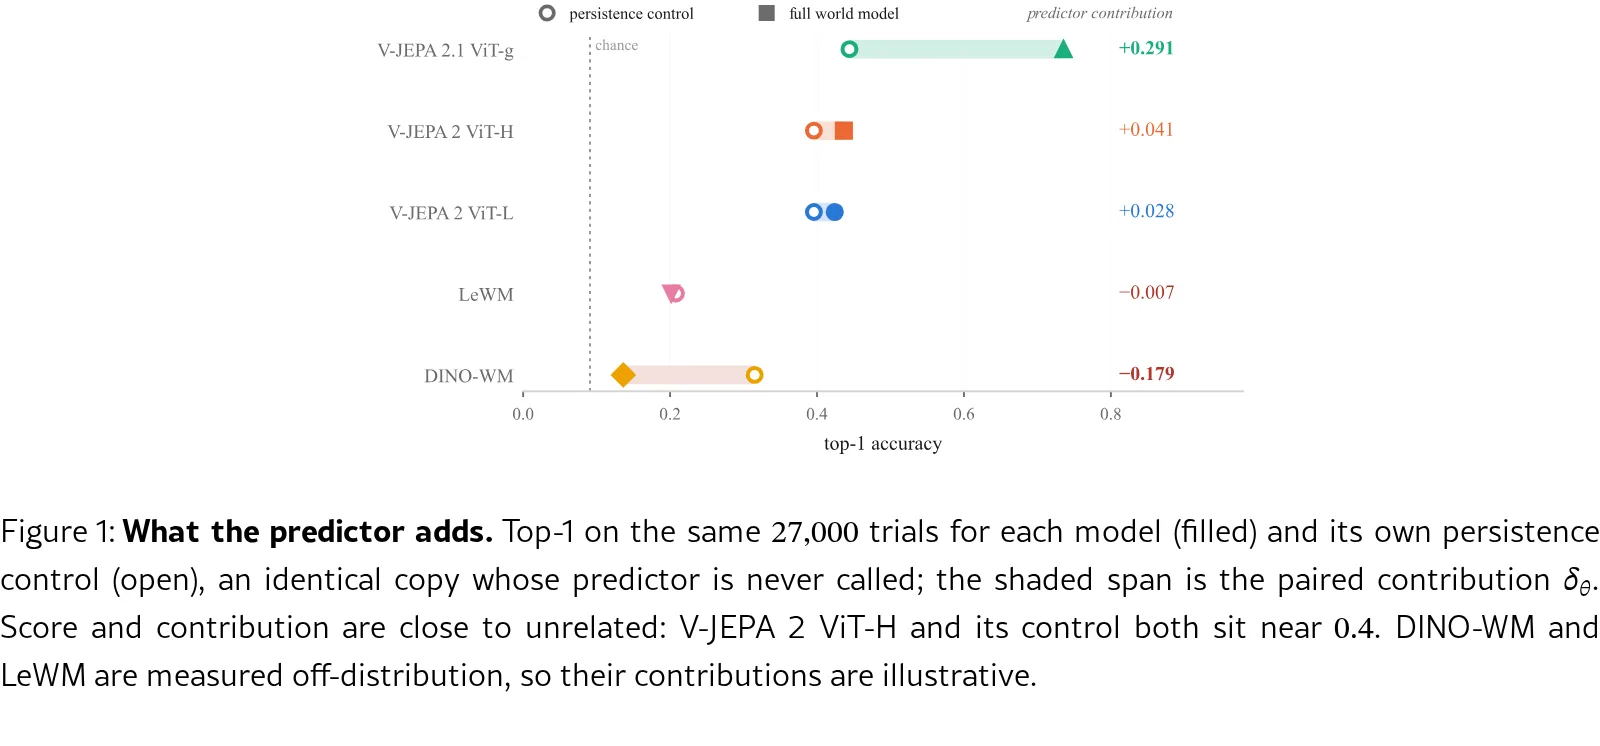 persistence control full world model predictor contribution
V-JEPA 2.1 ViT-g chance +0.291
V-JEPA 2 ViT-H +0.041
V-JEPA 2 ViT-L +0.028
LeWM −0.007
DINO-WM −0.179
0.0 0.2 0.4 0.6 0.8
top-1 accuracy
Figure 1: What the predictor adds. Top-1 on the same 27,000 trials for each model (filled) and its own persistence
control (open), an identical copy whose predictor is never called; the shaded span is the paired contribution δθ.
Score and contribution are close to unrelated: V-JEPA 2 ViT-H and its control both sit near 0.4. DINO-WM and
LeWM are measured off-distribution, so their contributions are illustrative.